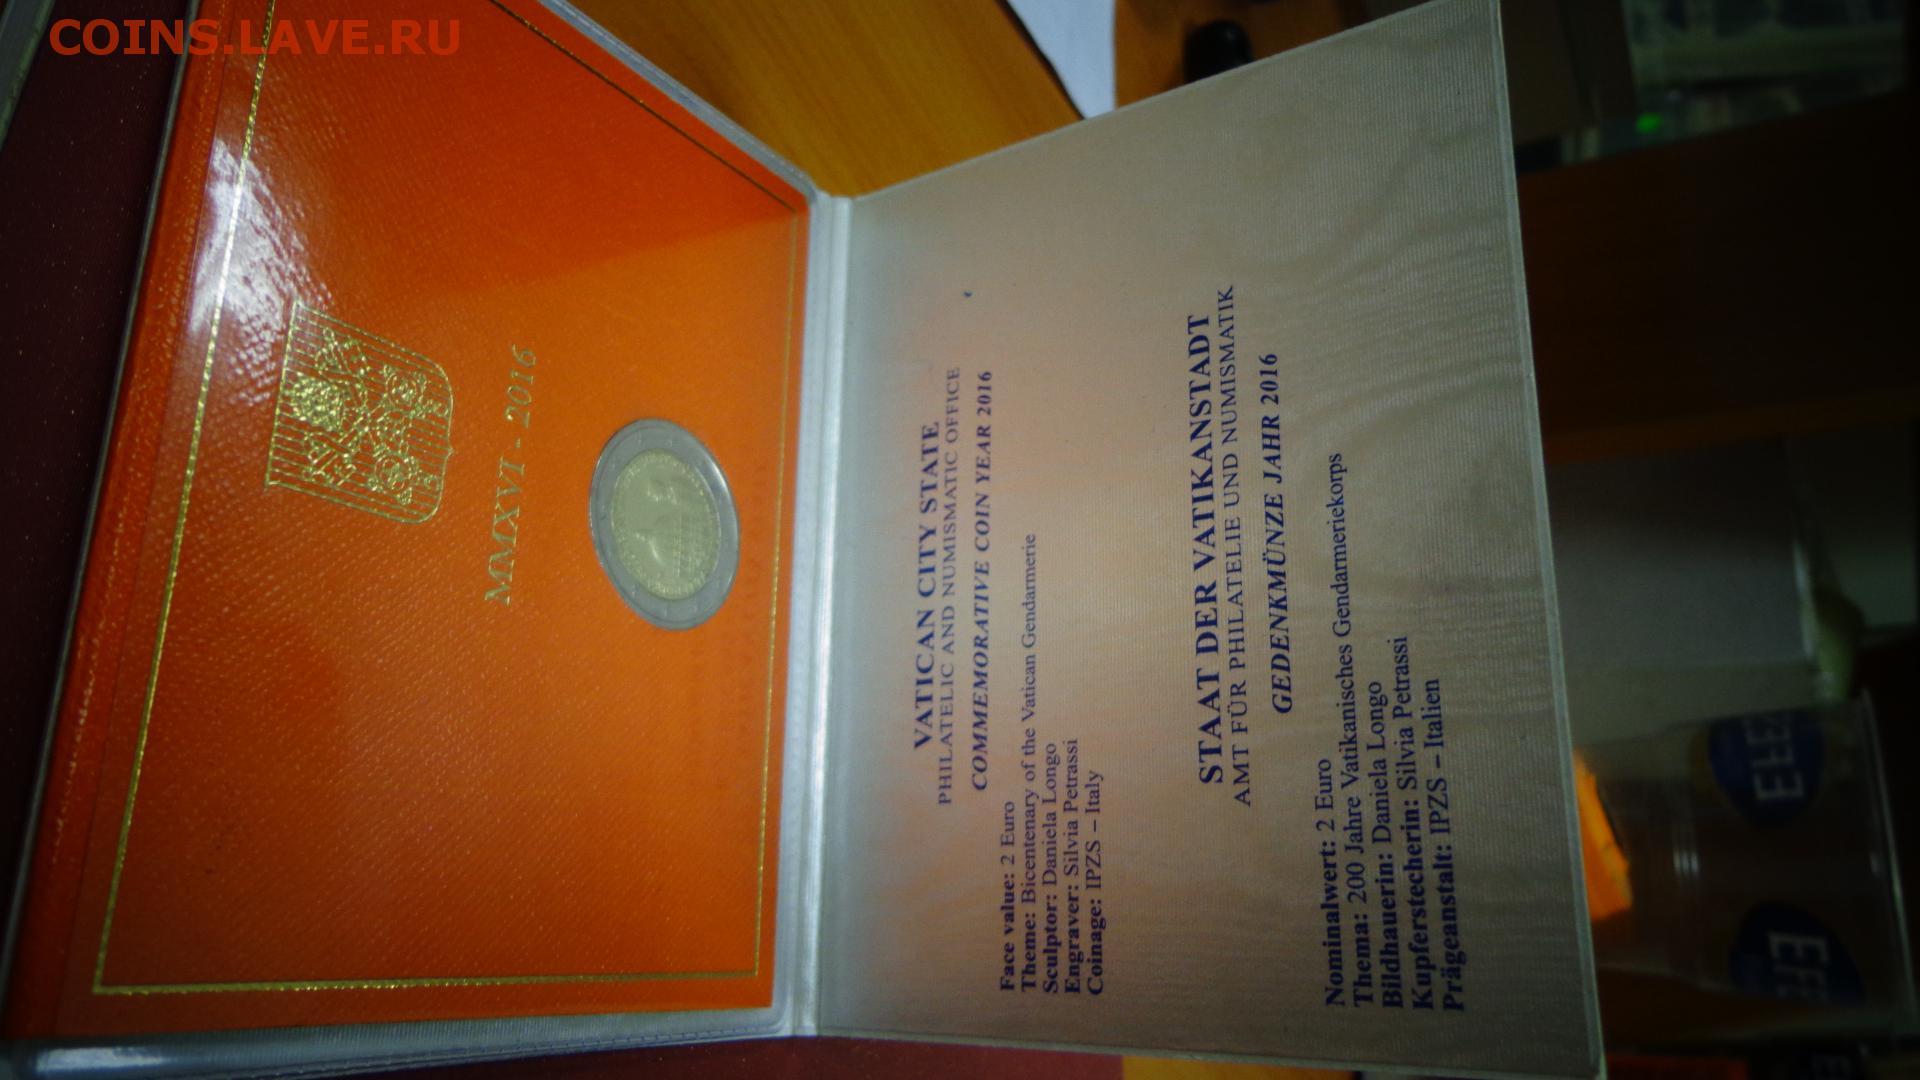 COINS.LAVE.RU
MMXVI - 2016
VATICAN CITY STATE
PHILATELIC AND NUMISMATIC OFFICE
COMMEMORATIVE COIN YEAR 2016
Face value: 2 Euro
Theme: Bicentenary of the Vatican Gendarmerie
Sculptor: Daniela Longo
Engraver: Silvia Petrassi
Coinage: IPZS – Italy
STAAT DER VATIKANSTADT
AMT FÜR PHILATELIE UND NUMISMATIK
GEDENKMÜNZE JAHR 2016
Nominalwert: 2 Euro
Thema: 200 Jahre Vatikanisches Gendarmeriekorps
Bildhauerin: Daniela Longo
Kupferstecherin: Silvia Petrassi
Prägeanstalt: IPZS – Italien